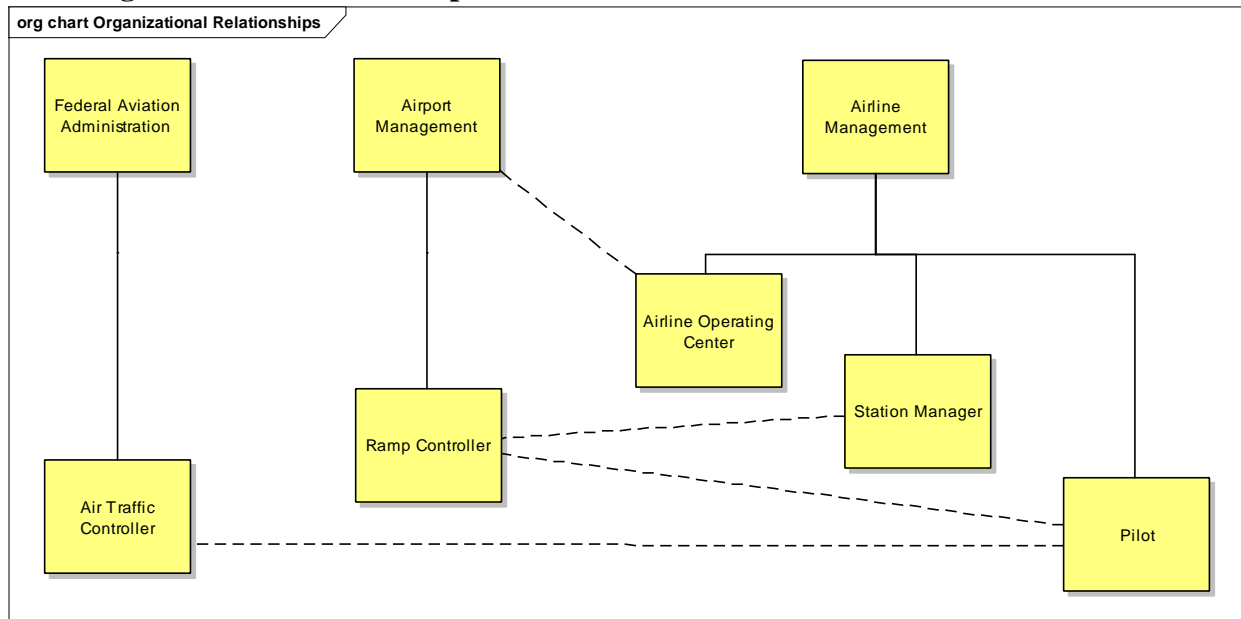 org chart Organizational Relationships
Federal Aviation
Administration
Airport
Management
Airline
Management
Airline Operating
Center
Station Manager
Ramp Controller
Air Traffic
Controller
Pilot